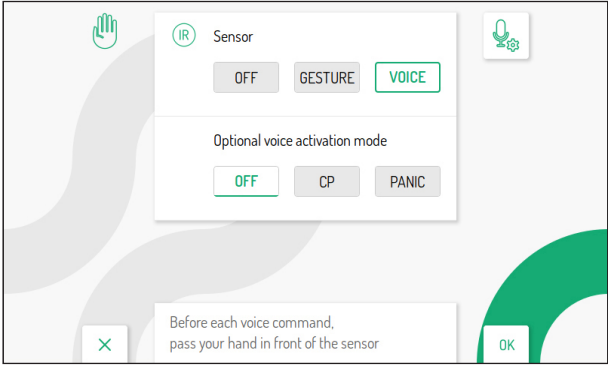 IR Sensor
OFF GESTURE VOICE
Optional voice activation mode
OFF CP PANIC
Before each voice command,
pass your hand in front of the sensor
OK